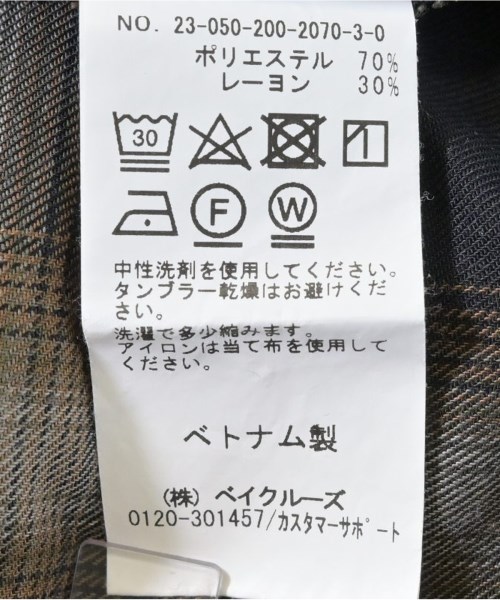 NO. 23-050-200-2070-3-0
ポリエステル 70%
レーヨン 30%
30
F W
中性洗剤を使用してください。
タンブラー乾燥はお避けくだ
さい。
洗濯で多少縮みます。
アイロンは当て布を使用して
ください。
ベトナム製
(株) ベイクルーズ
0120-301457/カスタマーサポート